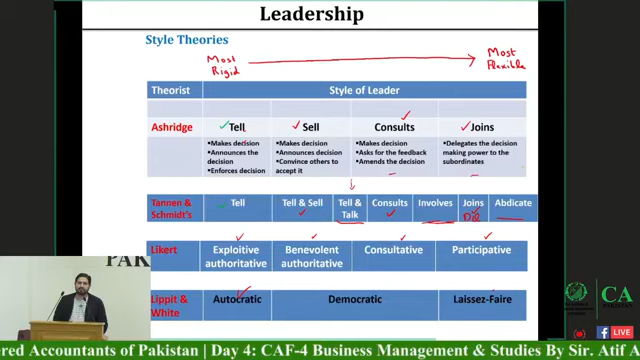 Leadership
Style Theories
Most Rigid
Most Flexible
Theorist
Style of Leader
Ashridge
Tell
Sell
Consults
Joins
•Makes decision
•Announces the decision
•Enforces decision
•Makes decision
•Announces decision
•Convince others to accept it
•Makes decision
•Asks for the feedback
•Amends the decision
•Delegates the decision making power to the subordinates
Tannen & Schmidt's
Tell
Tell & Sell
Tell & Talk
Consults
Involves
Joins
Abdicate
Likert
Exploitive authoritative
Benevolent authoritative
Consultative
Participative
Lippit & White
Autocratic
Democratic
Laissez-Faire
PAK
CA
PAKISTAN
LIVE
ered Accountants of Pakistan | Day 4: CAF-4 Business Management & Studies By Sir. Atif A